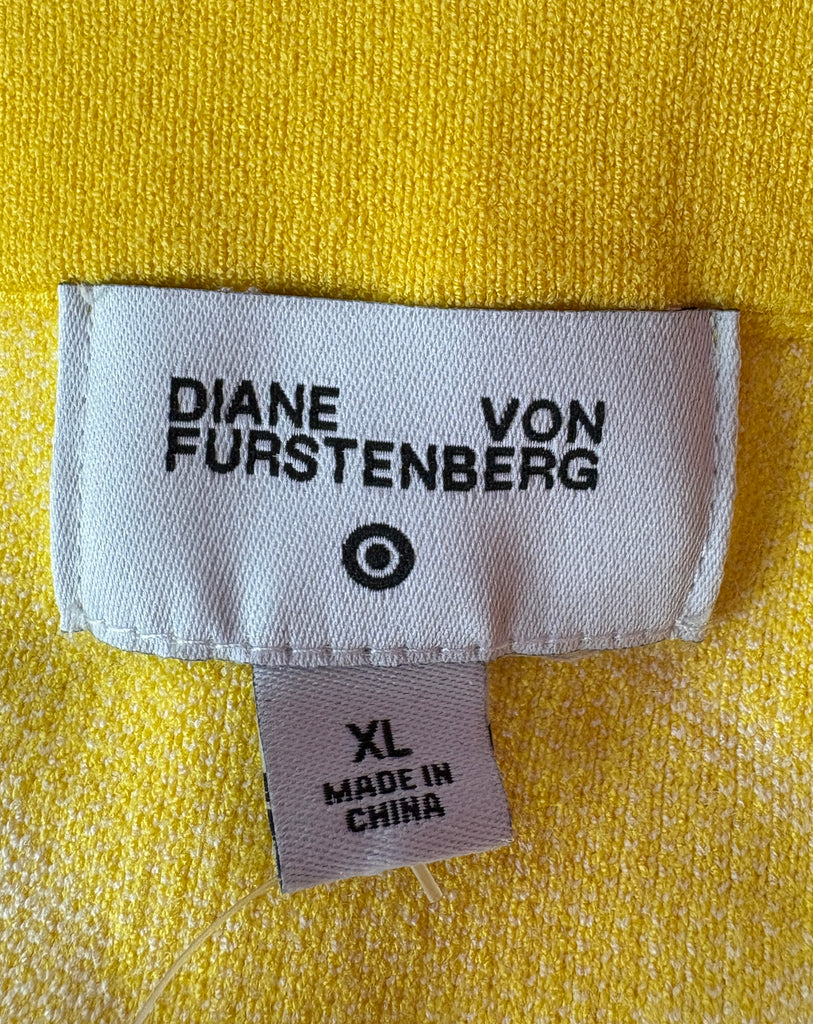 DIANE VON
FURSTENBERG
XL
MADE IN
CHINA